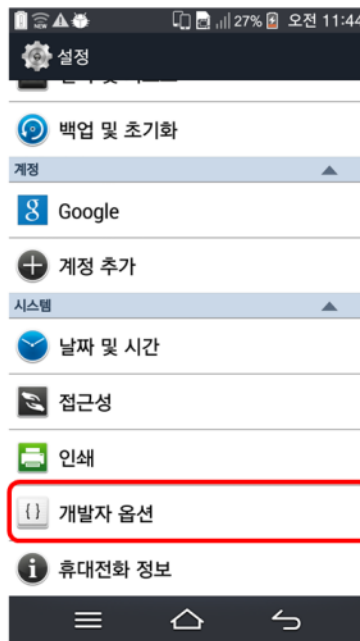 27% 오전 11:44
설정
백업 및 초기화
계정
Google
계정 추가
시스템
날짜 및 시간
접근성
인쇄
개발자 옵션
휴대전화 정보